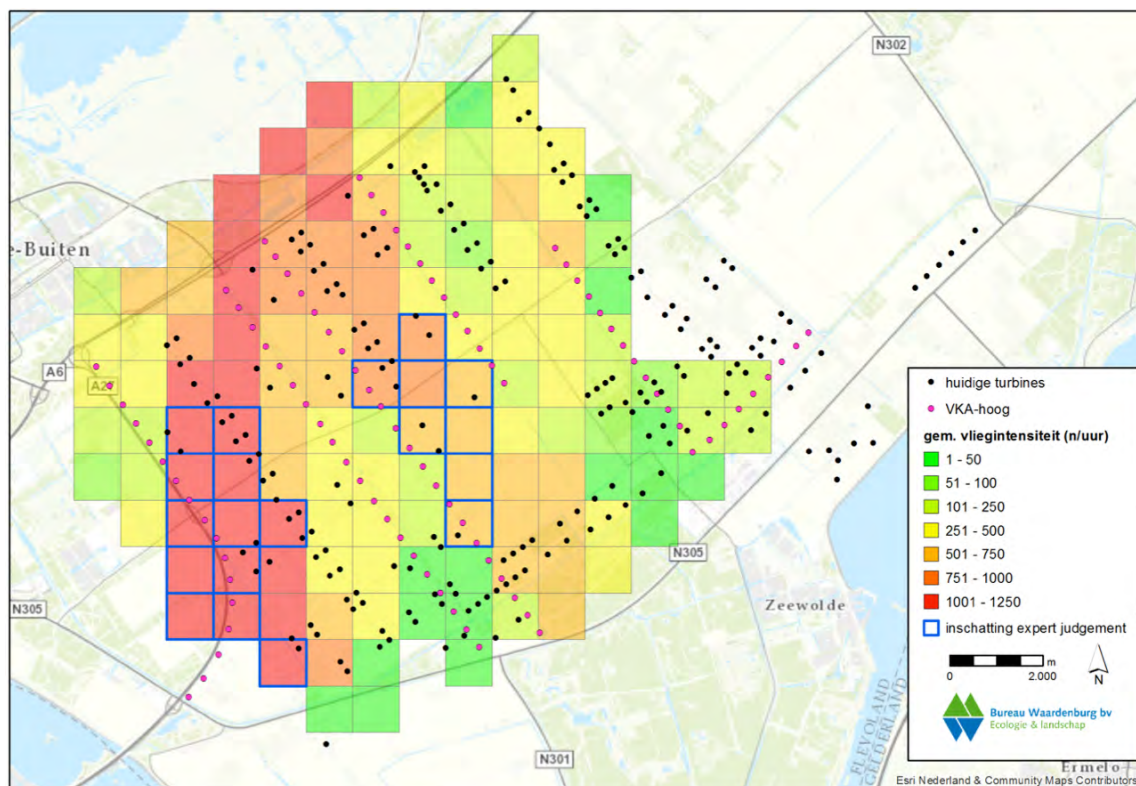 N302
e-Buiten
A6
A27
N305
N305
Zeewolde
N301
FLEVOLAND
GELDERLAND
Ermelo
huidige turbines
VKA-hoog
gem. vliegintensiteit (n/uur)
1 - 50
51 - 100
101 - 250
251 - 500
501 - 750
751 - 1000
1001 - 1250
inschatting expert judgement
m
0 2.000
N
Bureau Waardenburg bv
Ecologie & landschap
Esri Nederland & Community Maps Contributors